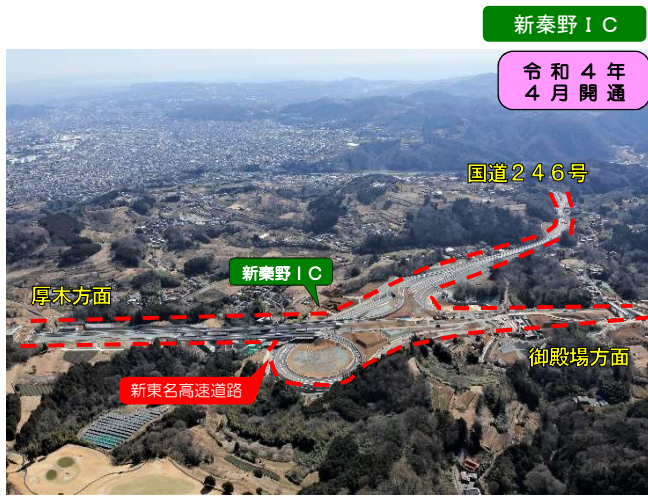 新秦野ＩＣ
令和４年
４月開通
国道２４６号
新秦野ＩＣ
厚木方面
御殿場方面
新東名高速道路